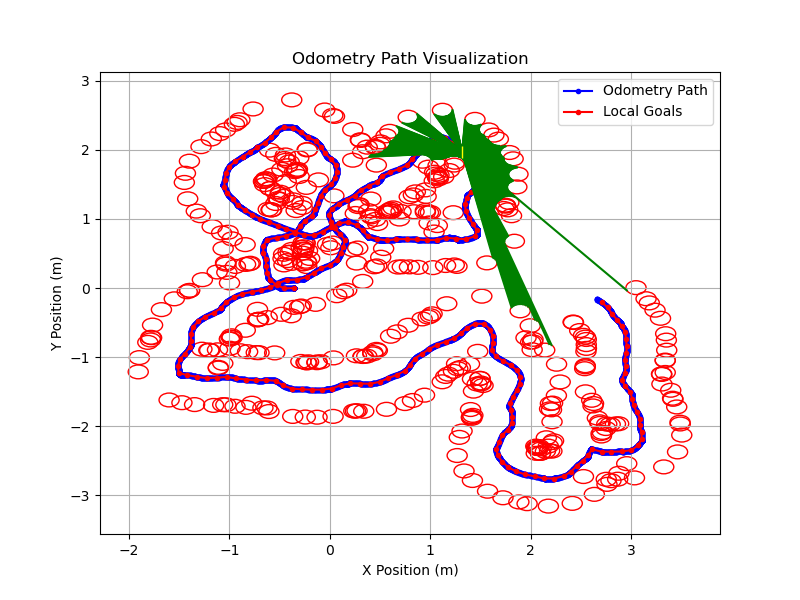 Odometry Path Visualization
Odometry Path
Local Goals
3
2
1
0
−1
−2
−3
Y Position (m)
−2 −1 0 1 2 3
X Position (m)